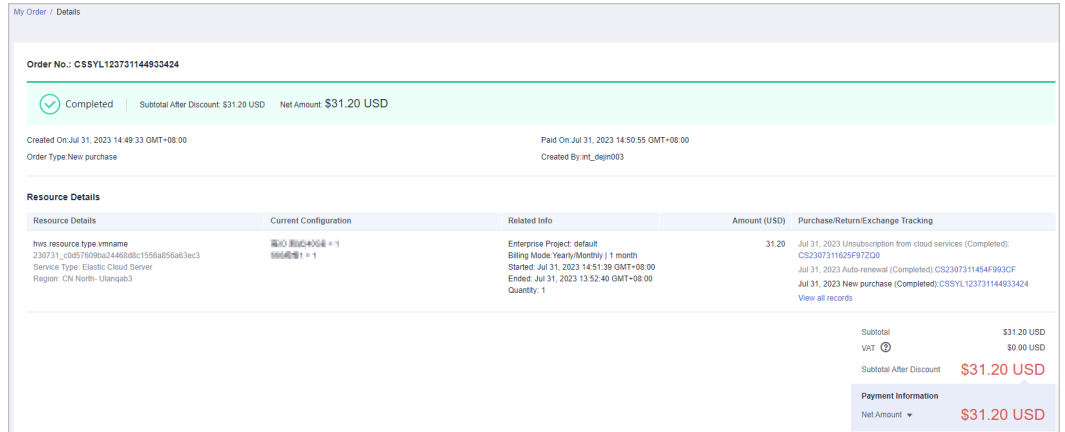 My Order / Details
Order No.: CSSYL123731144933424
Completed Subtotal After Discount: $31.20 USD Net Amount: $31.20 USD
Created On:Jul 31, 2023 14:49:33 GMT+08:00 Paid On:Jul 31, 2023 14:50:55 GMT+08:00
Order Type:New purchase Created By:int_dejin003
Resource Details
Resource Details Current Configuration Related Info Amount (USD) Purchase/Return/Exchange Tracking
hvs.resource.type.vmname
230731_c0d57609ba24468d8c1556a856a63ec3
Service Type: Elastic Cloud Server
Region: CN North- Ulanqab3
= 1
= 1
Enterprise Project: default
Billing Mode:Yearly/Monthly | 1 month
Started: Jul 31, 2023 14:51:39 GMT+08:00
Ended: Jul 31, 2023 13:52:40 GMT+08:00
Quantity: 1
31.20
Jul 31, 2023 Unsubscription from cloud services (Completed):
CS2307311625F97ZQ0
Jul 31, 2023 Auto-renewal (Completed):CS2307311454F993CF
Jul 31, 2023 New purchase (Completed):CSSYL123731144933424
View all records
Subtotal $31.20 USD
VAT ? $0.00 USD
Subtotal After Discount $31.20 USD
Payment Information
Net Amount $31.20 USD